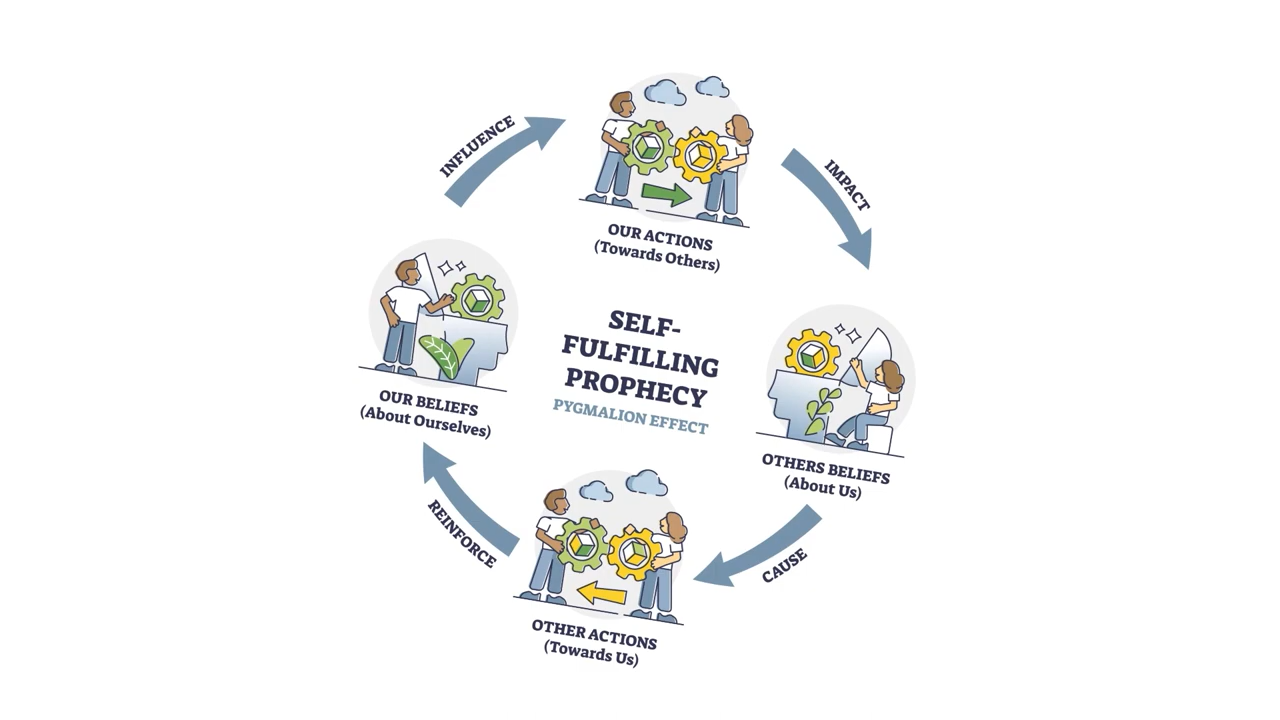 SELF-
FULFILLING
PROPHECY
PYGMALION EFFECT
INFLUENCE
OUR ACTIONS
(Towards Others)
IMPACT
OTHERS BELIEFS
(About Us)
CAUSE
OTHER ACTIONS
(Towards Us)
REINFORCE
OUR BELIEFS
(About Ourselves)